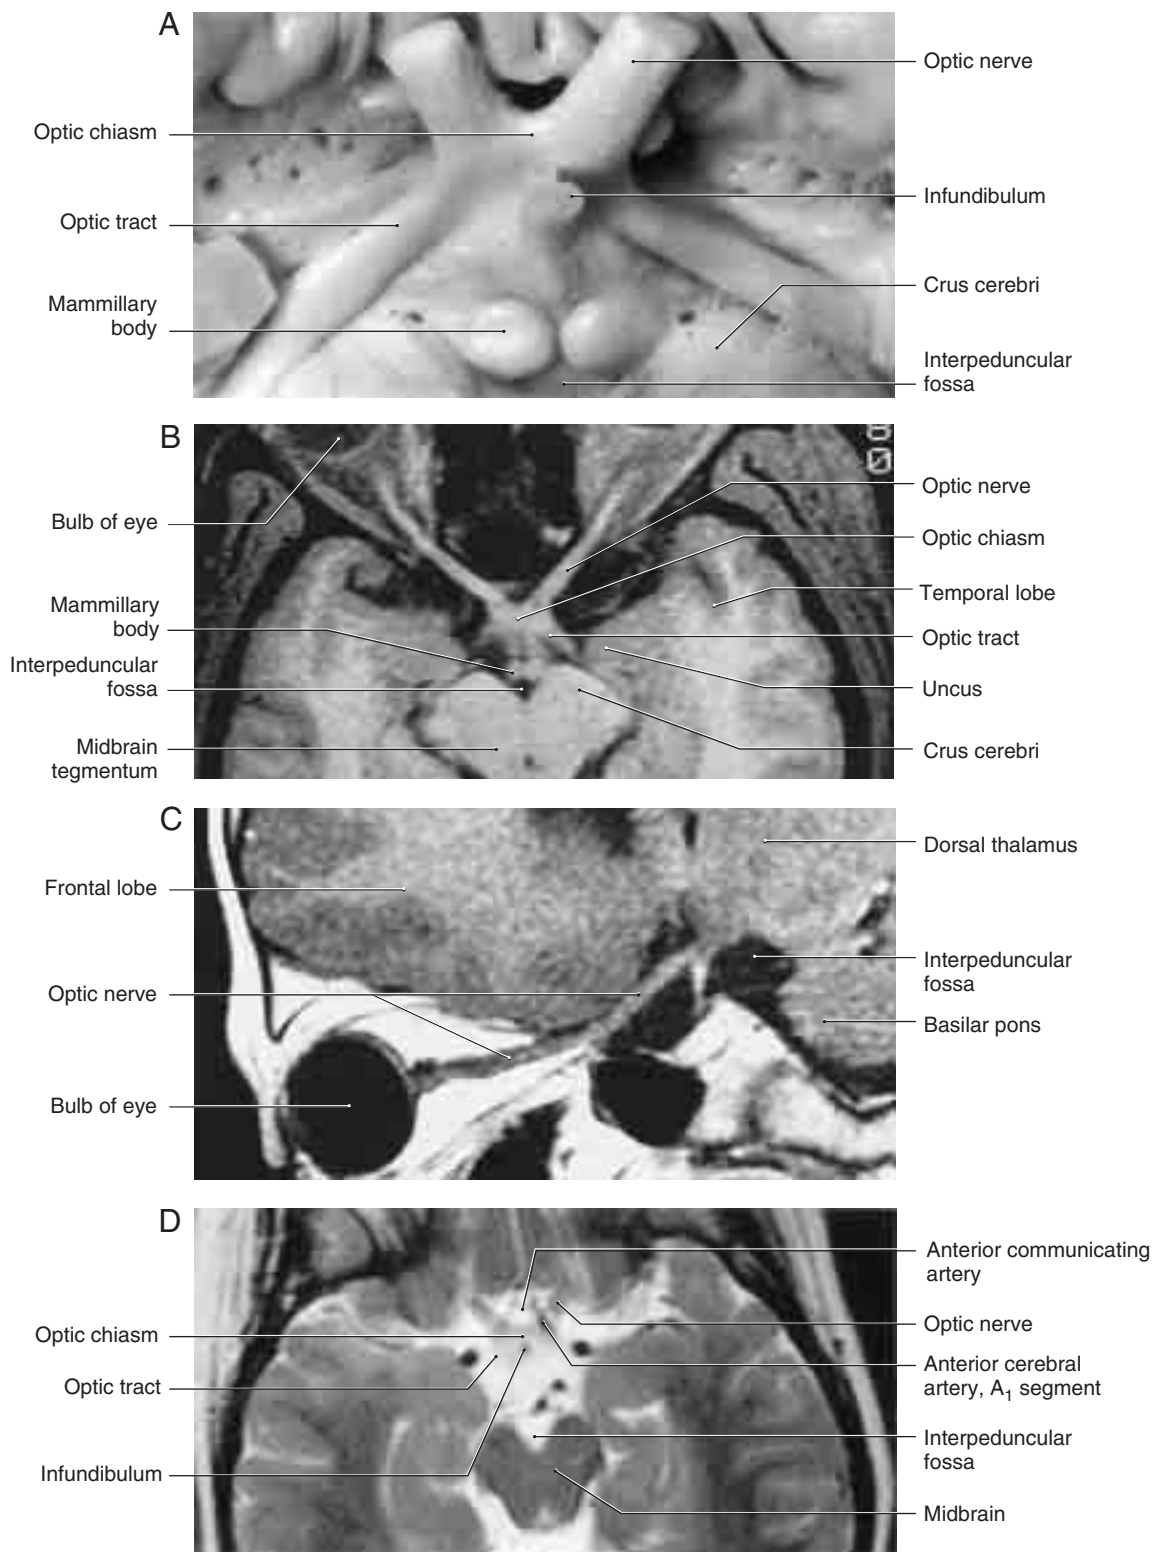 A
Optic nerve
Optic chiasm
Infundibulum
Optic tract
Crus cerebri
Mammillary
body
Interpeduncular
fossa
B
80
Optic nerve
Bulb of eye
Optic chiasm
Temporal lobe
Mammillary
body
Optic tract
Interpeduncular
fossa
Uncus
Midbrain
tegmentum
Crus cerebri
C
Dorsal thalamus
Frontal lobe
Interpeduncular
fossa
Optic nerve
Basilar pons
Bulb of eye
D
Anterior communicating
artery
Optic nerve
Optic chiasm
Anterior cerebral
artery, A1 segment
Optic tract
Interpeduncular
fossa
Infundibulum
Midbrain